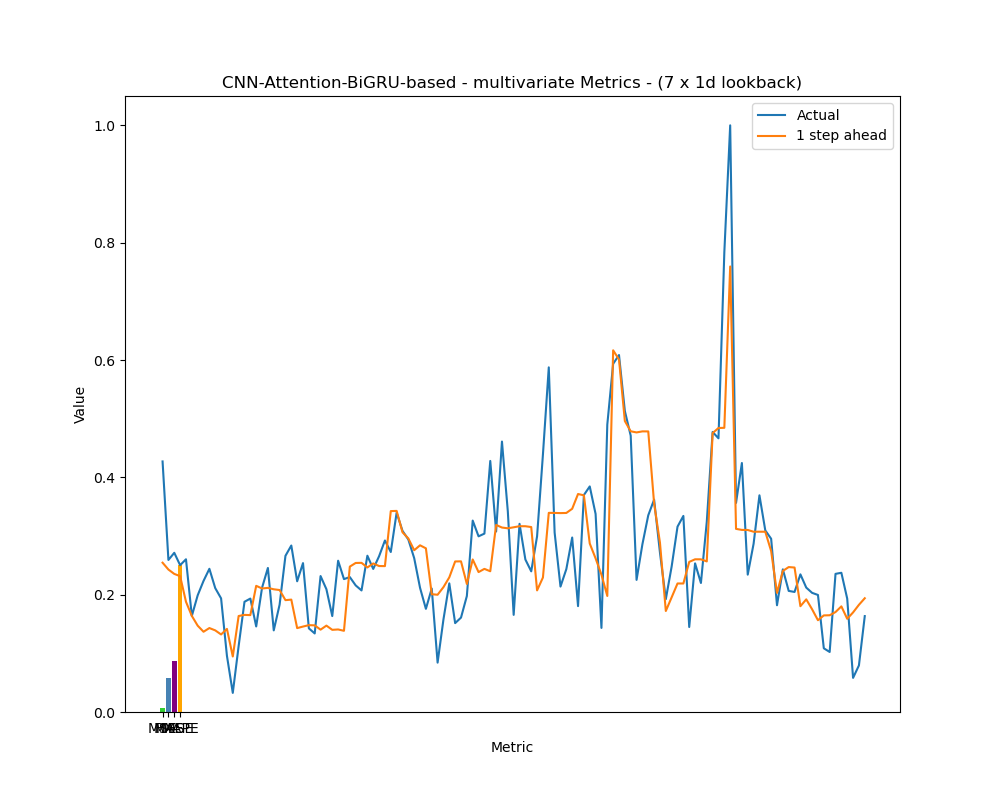 CNN-Attention-BiGRU-based - multivariate Metrics - (7 x 1d lookback)
Actual
1 step ahead
1.0
0.8
0.6
0.4
0.2
0.0
Value
Metric